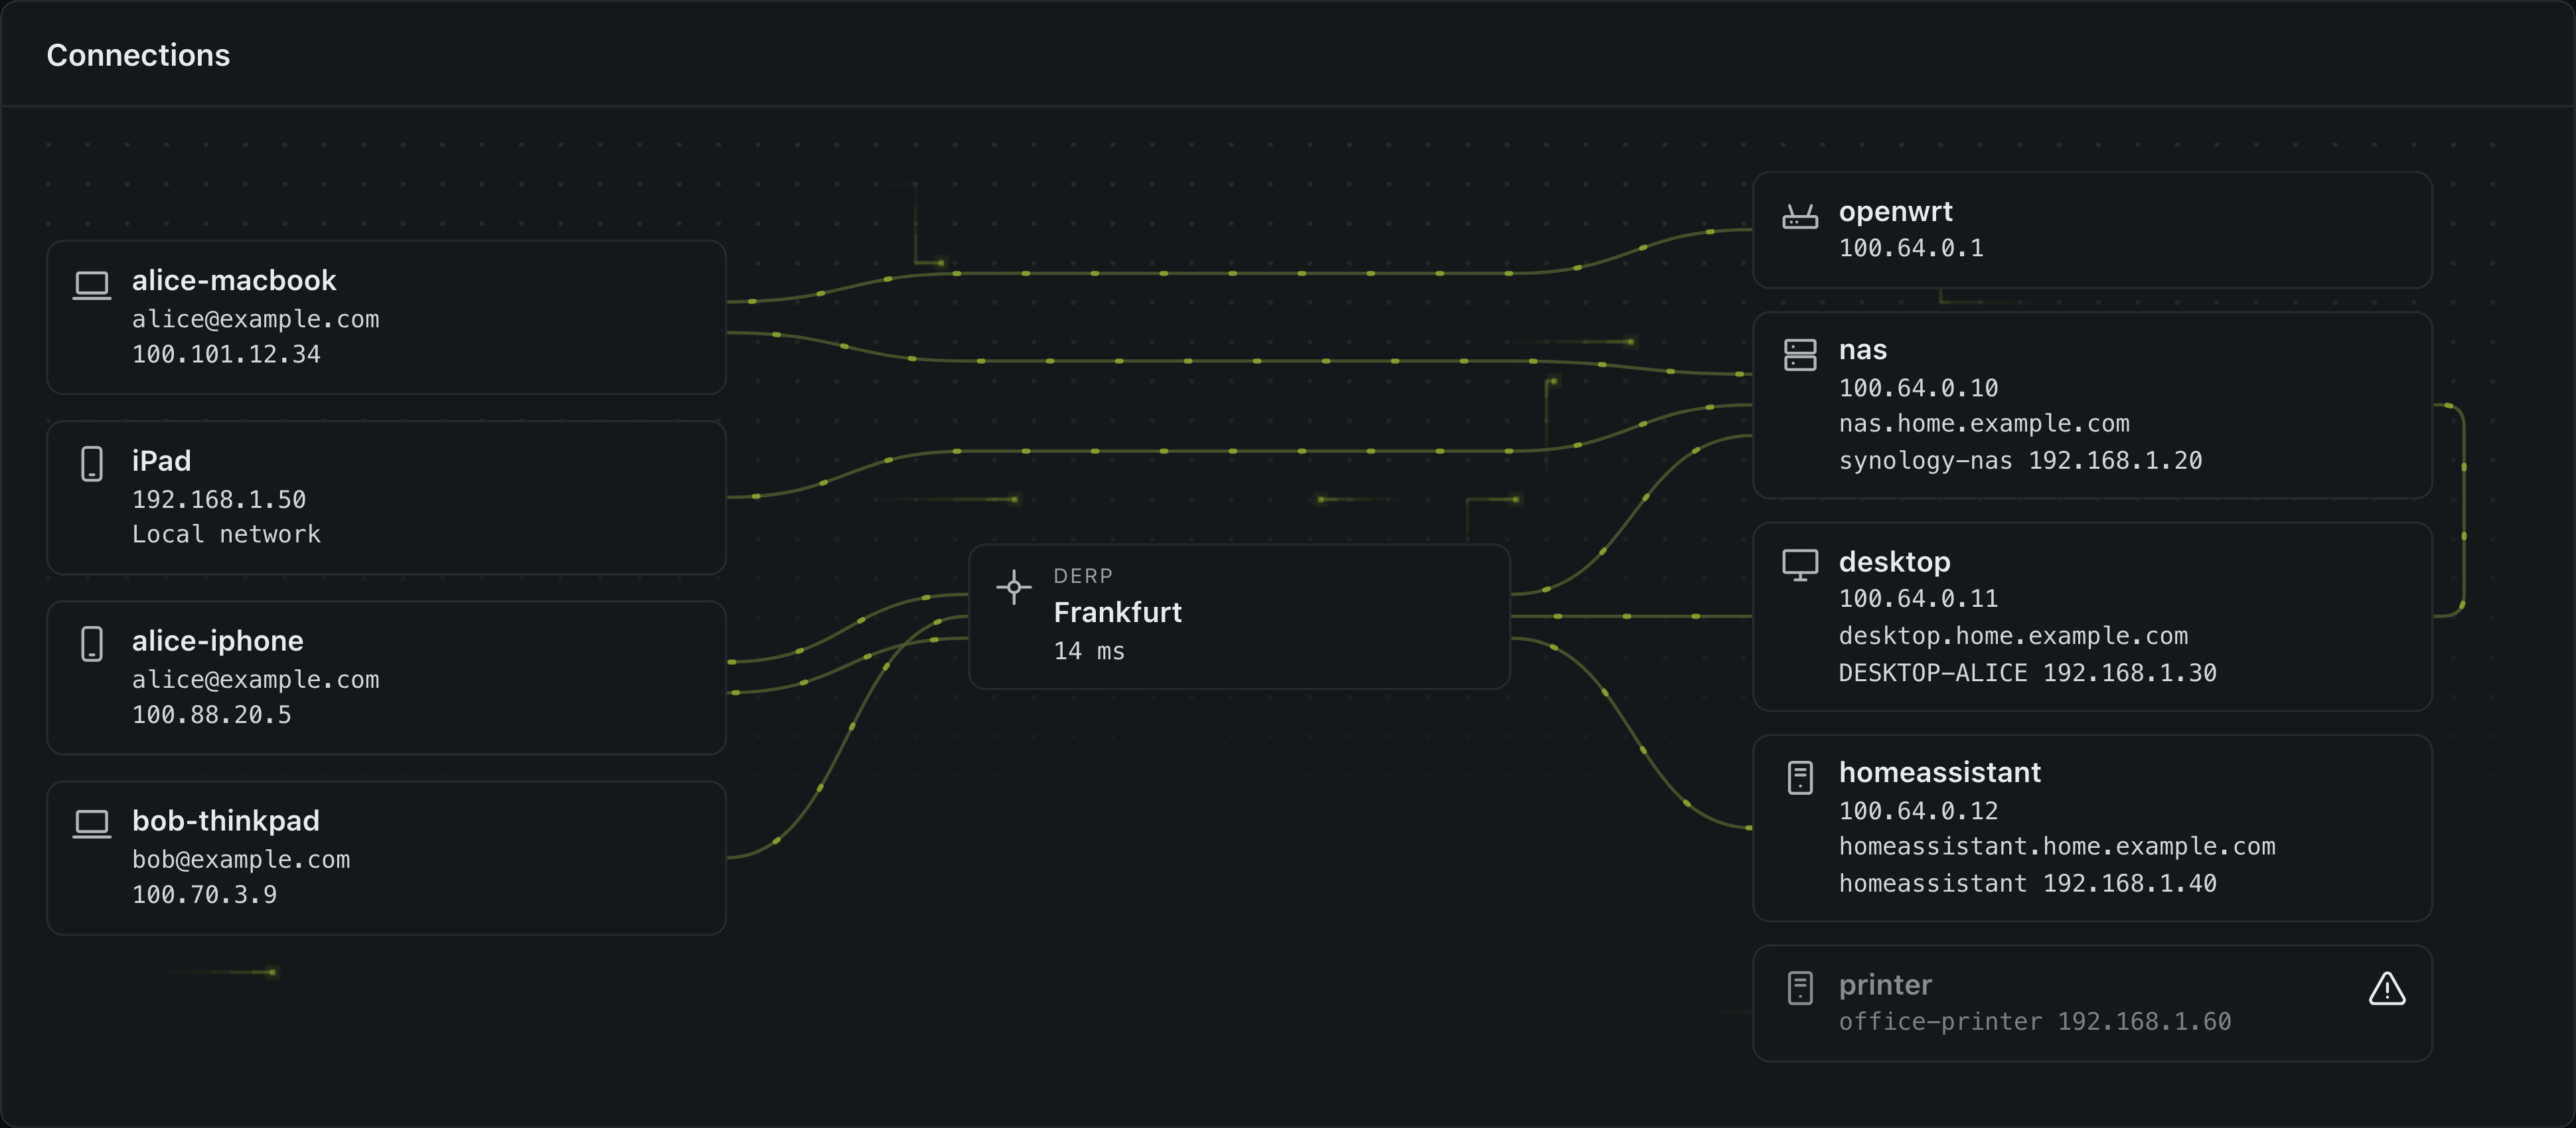 Connections
alice-macbook
alice@example.com
100.101.12.34
iPad
192.168.1.50
Local network
alice-iphone
alice@example.com
100.88.20.5
bob-thinkpad
bob@example.com
100.70.3.9
DERP
Frankfurt
14 ms
openwrt
100.64.0.1
nas
100.64.0.10
nas.home.example.com
synology-nas 192.168.1.20
desktop
100.64.0.11
desktop.home.example.com
DESKTOP-ALICE 192.168.1.30
homeassistant
100.64.0.12
homeassistant.home.example.com
homeassistant 192.168.1.40
printer
office-printer 192.168.1.60